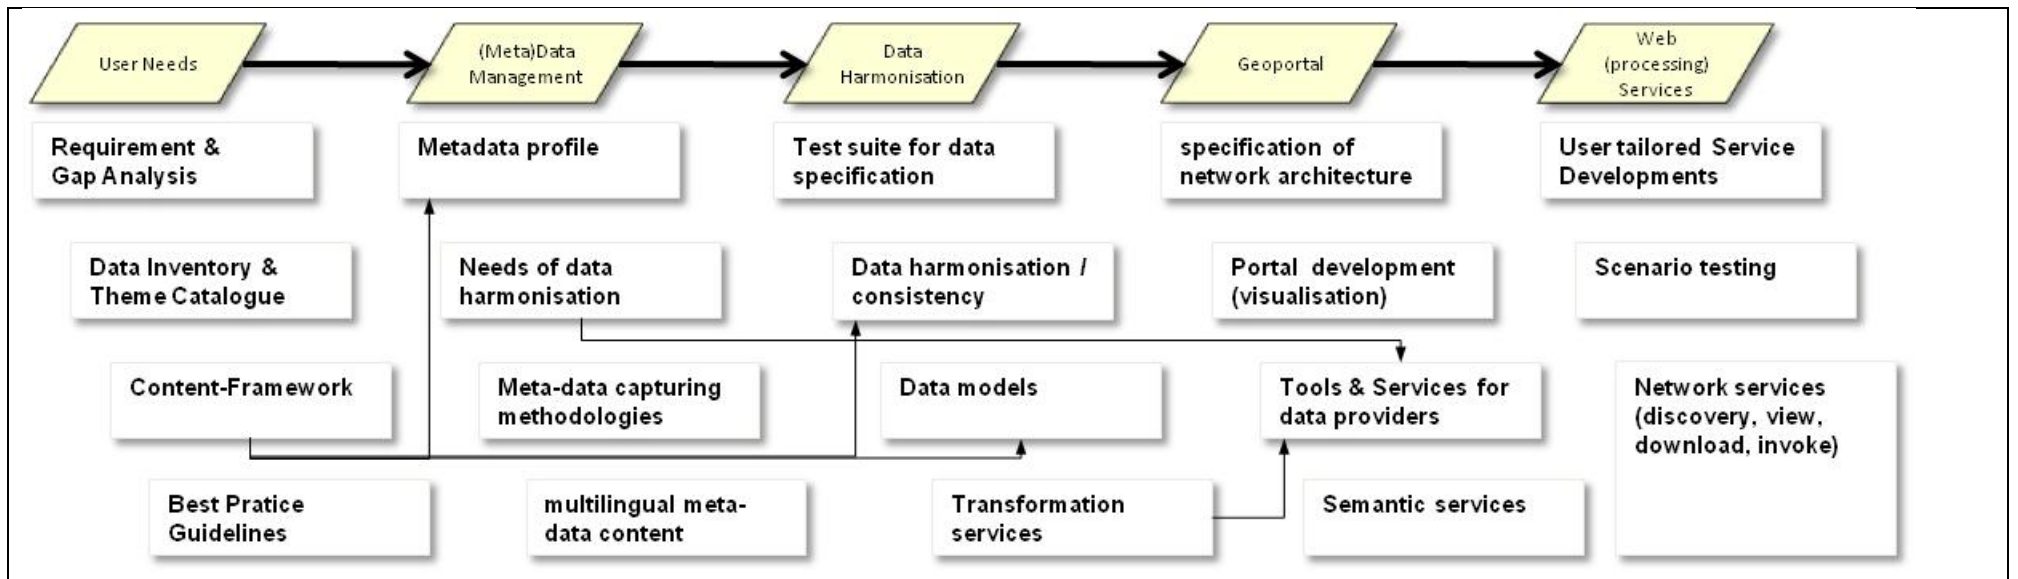 User Needs
(Meta)Data
Management
Data
Harmonisation
Geoportal
Web
(processing)
Services
Requirement &
Gap Analysis
Metadata profile
Test suite for data
specification
specification of
network architecture
User tailored Service
Developments
Data Inventory &
Theme Catalogue
Needs of data
harmonisation
Data harmonisation /
consistency
Portal development
(visualisation)
Scenario testing
Content-Framework
Meta-data capturing
methodologies
Data models
Tools & Services for
data providers
Network services
(discovery, view,
download, invoke)
Best Pratice
Guidelines
multilingual meta-
data content
Transformation
services
Semantic services